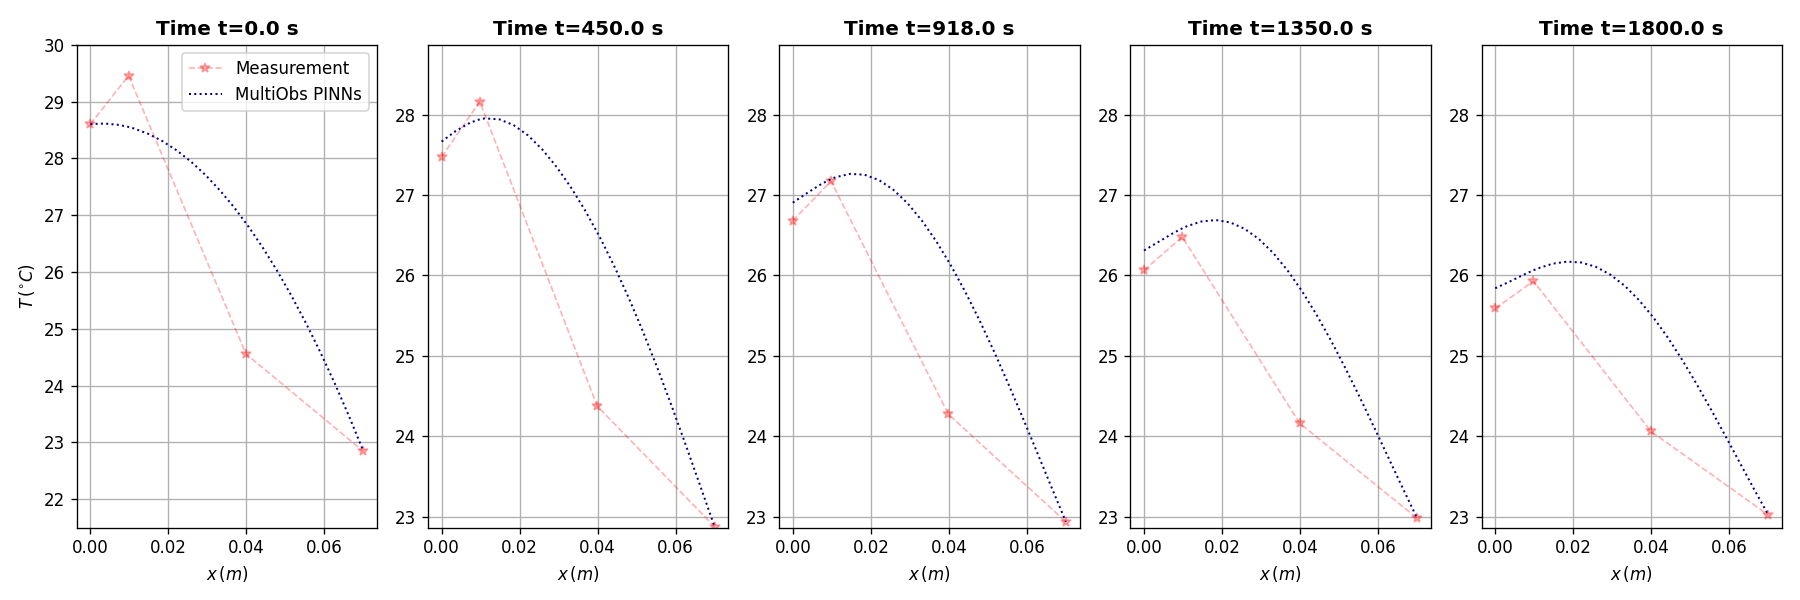 Time t=0.0 s
Time t=450.0 s
Time t=918.0 s
Time t=1350.0 s
Time t=1800.0 s
Measurement
MultiObs PINNs
T (°C)
30
29
28
27
26
25
24
23
22
0.00 0.02 0.04 0.06
x (m)
28
27
26
25
24
23
0.00 0.02 0.04 0.06
x (m)
28
27
26
25
24
23
0.00 0.02 0.04 0.06
x (m)
28
27
26
25
24
23
0.00 0.02 0.04 0.06
x (m)
28
27
26
25
24
23
0.00 0.02 0.04 0.06
x (m)